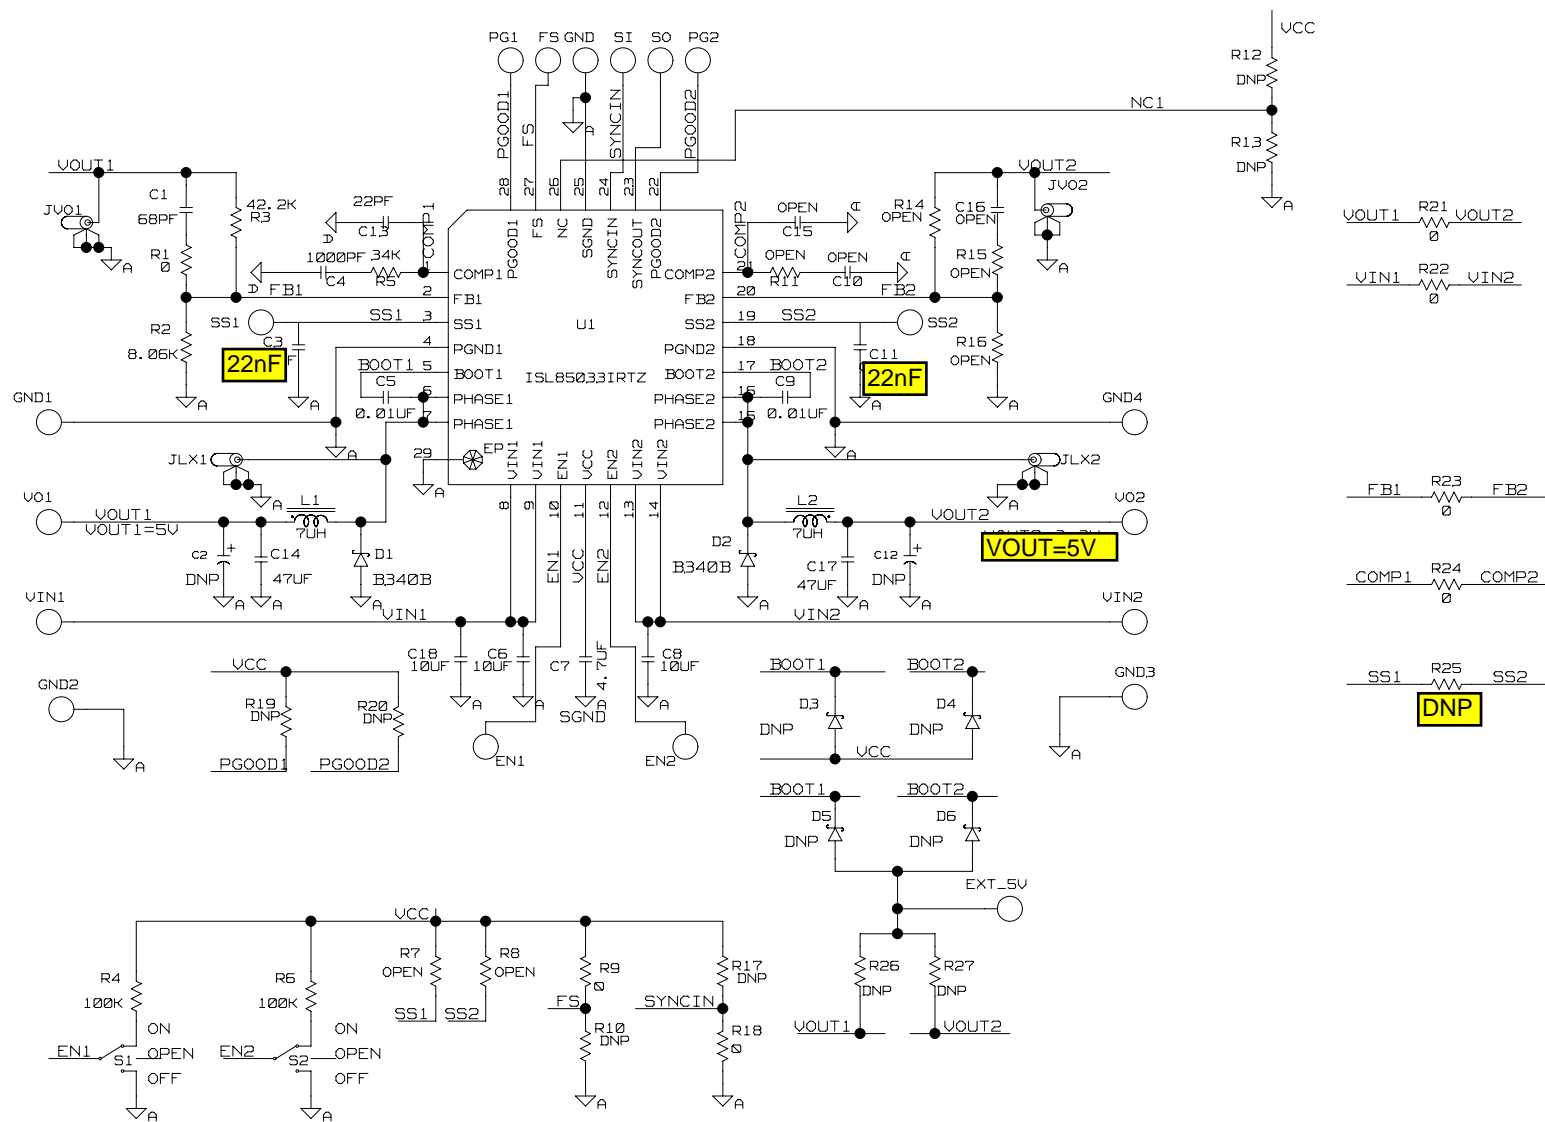 PG1 FS GND SI SO PG2
VCC
R12
DNP
NC1
R13
DNP
A
PGOOD1 FS A SYNCIN PGOOD2
28 27 26 25 24 23 22
VOUT1
C1
68PF
JVO1
A
R1
0
42.2K
R3
22PF
C13
A
COMP1
1000PF
C4
34K
R5
A
FB1
R2
8.06K
A
SS1
SS1
C3
22nF
A
BOOT1
C5
0.01UF
GND1
A
JLX1
A
29
A
EP
1 COMP1
2 FB1
3 SS1
4 PGND1
5 BOOT1
6 PHASE1
7 PHASE1
PGOOD1 FS NC SGND SYNCIN SYNCOUT PGOOD2
U1
ISL85033IRTZ
COMP2 21
FB2 20
SS2 19
PGND2 18
BOOT2 17
PHASE2 16
PHASE2 15
VIN1 VIN1 EN1 VCC EN2 VIN2 VIN2
8 9 10 11 12 13 14
EN1 VCC EN2
COMP2
OPEN
C15
A
OPEN
R11
OPEN
C10
A
FB2
R14
OPEN
C16
OPEN
R15
OPEN
R16
OPEN
A
VOUT2
JVO2
A
SS2
SS2
C11
22nF
A
BOOT2
C9
0.01UF
GND4
A
JLX2
A
VO1
VOUT1
VOUT1=5V
L1
7UH
C2
DNP
A
C14
47UF
A
D1
B340B
A
L2
7UH
D2
B340B
A
C17
47UF
A
C12
DNP
A
VOUT2
VO2
VOUT=5V
VIN1
VIN1
VIN2
VIN2
C18
10UF
A
C6
10UF
A
C7
4.7UF
A
SGND
C8
10UF
A
EN1
EN2
GND2
A
VCC
R19
DNP
R20
DNP
PGOOD1
PGOOD2
BOOT1 BOOT2
D3
DNP
D4
DNP
VCC
GND3
A
BOOT1 BOOT2
D5
DNP
D6
DNP
EXT_5V
R26
DNP
R27
DNP
VOUT1
VOUT2
VOUT1 R21 VOUT2
0
VIN1 R22 VIN2
0
FB1 R23 FB2
0
COMP1 R24 COMP2
0
SS1 R25 SS2
DNP
VCC
R4
100K
ON
OPEN
OFF
EN1
S1
A
R6
100K
ON
OPEN
OFF
EN2
S2
A
R7
OPEN
SS1
R8
OPEN
SS2
R9
0
FS
R10
DNP
A
R17
DNP
SYNCIN
R18
0
A